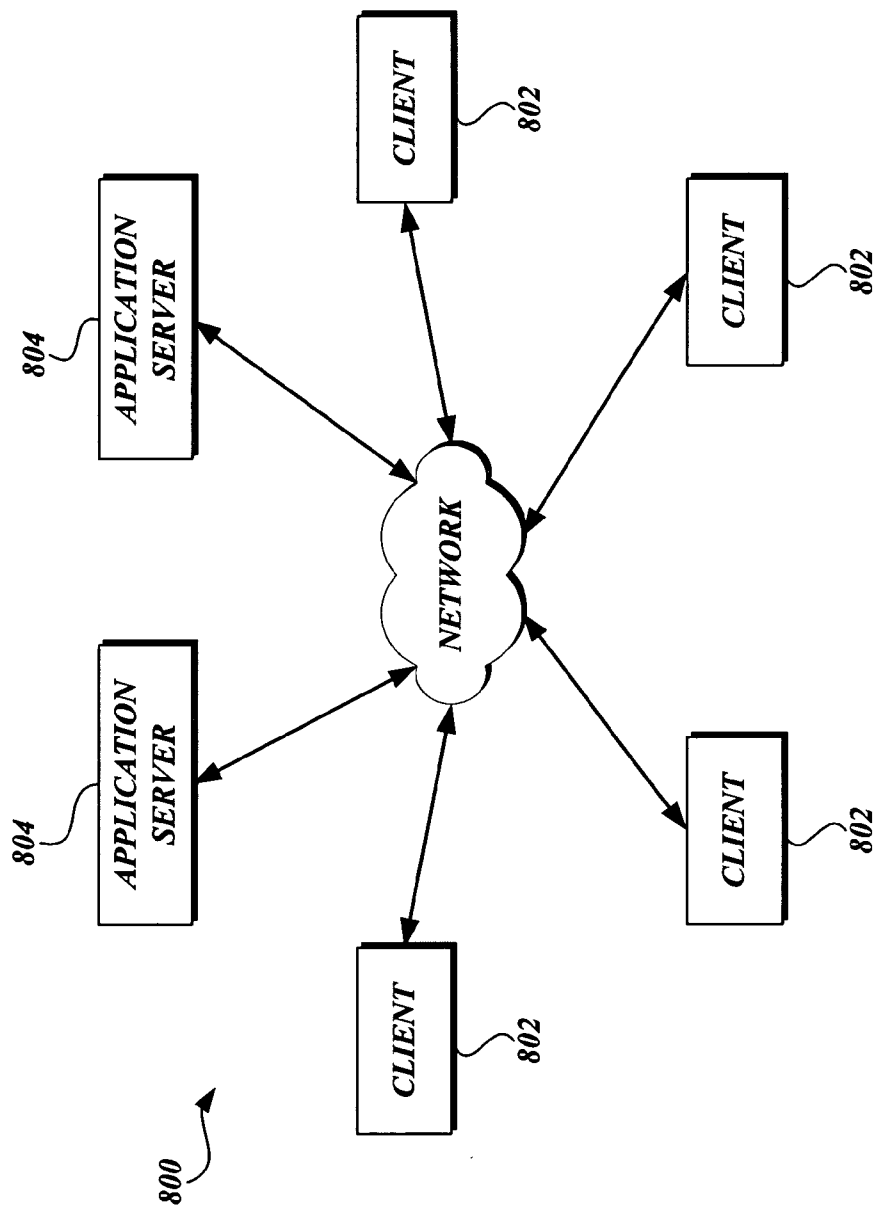 804
804
APPLICATION
SERVER
APPLICATION
SERVER
CLIENT
802
NETWORK
CLIENT
802
CLIENT
802
CLIENT
802
800